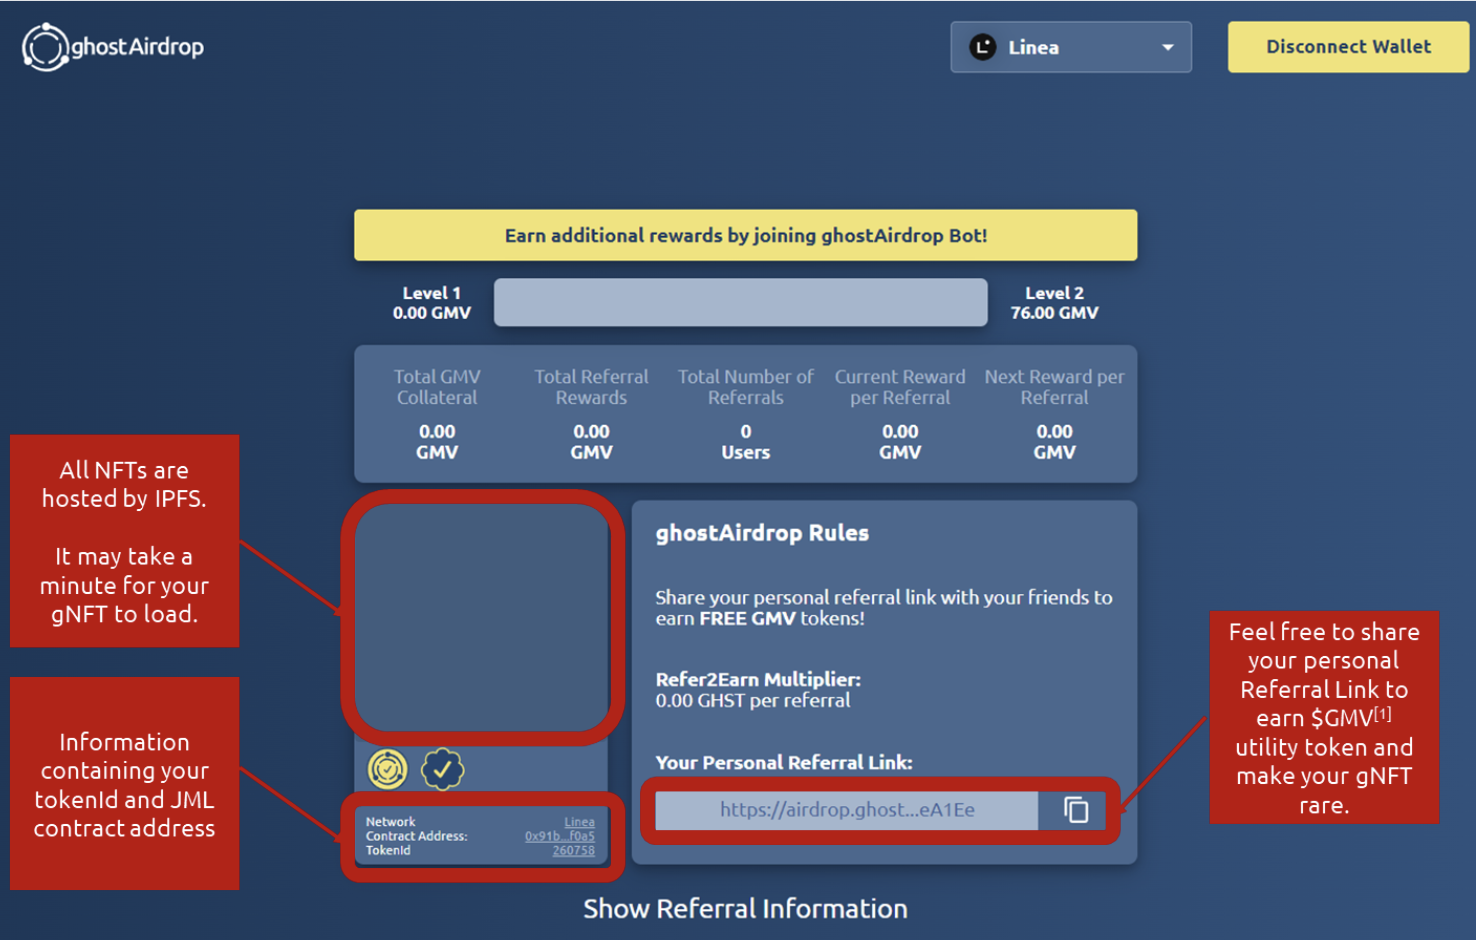 ghostAirdrop
Linea
Disconnect Wallet
Earn additional rewards by joining ghostAirdrop Bot!
Level 1
0.00 GMV
Level 2
76.00 GMV
Total GMV
Collateral
0.00
GMV
Total Referral
Rewards
0.00
GMV
Total Number of
Referrals
0
Users
Current Reward
per Referral
0.00
GMV
Next Reward per
Referral
0.00
GMV
All NFTs are
hosted by IPFS.
It may take a
minute for your
gNFT to load.
Information
containing your
tokenId and JML
contract address
Network
Linea
Contract Address:
0x91b...f0a5
TokenId
260758
ghostAirdrop Rules
Share your personal referral link with your friends to
earn FREE GMV tokens!
Refer2Earn Multiplier:
0.00 GHST per referral
Your Personal Referral Link:
https://airdrop.ghost...eA1Ee
Feel free to share
your personal
Referral Link to
earn $GMV[1]
utility token and
make your gNFT
rare.
Show Referral Information